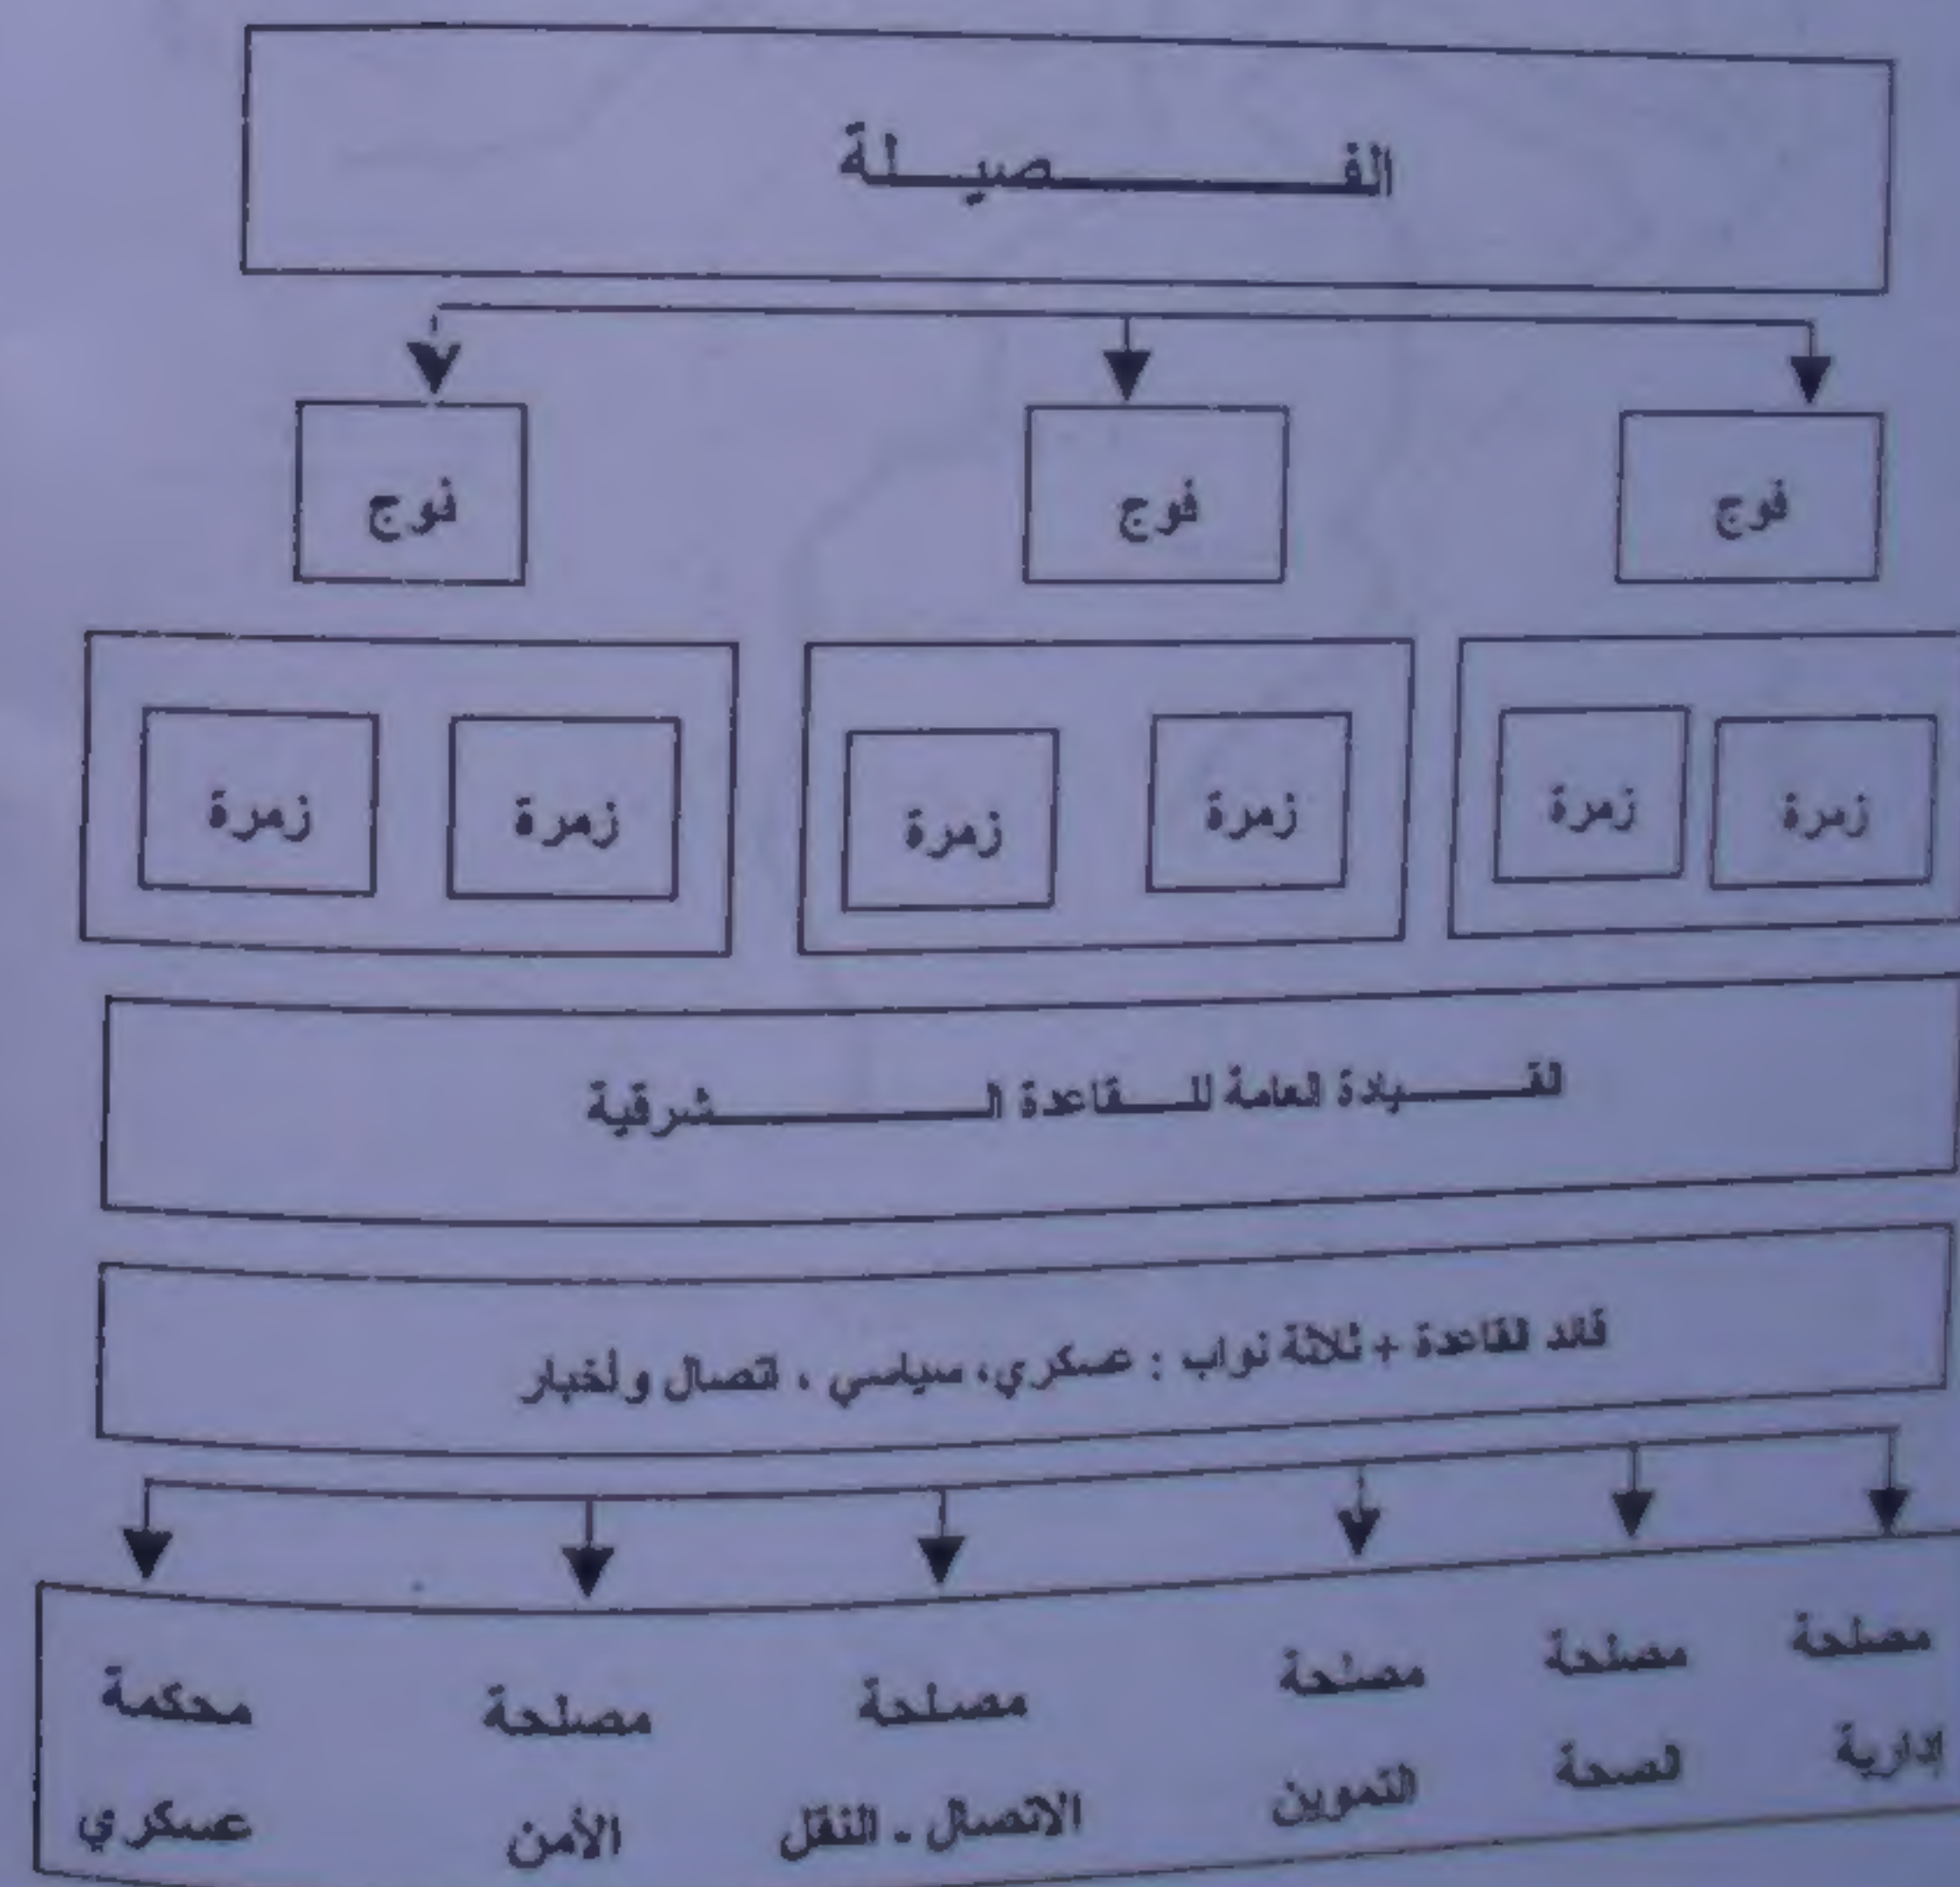 الفصيلة
فوج فوج فوج
زمرة زمرة زمرة زمرة زمرة زمرة
القيادة العامة للقاعدة الشرقية
قائد القاعدة + ثلاثة نواب : عسكري، سياسي ، اتصال وأخبار
مصلحة مصلحة مصلحة مصلحة مصلحة محكمة
إدارية الصحة التموين الاتصال - النقل الأمن عسكري